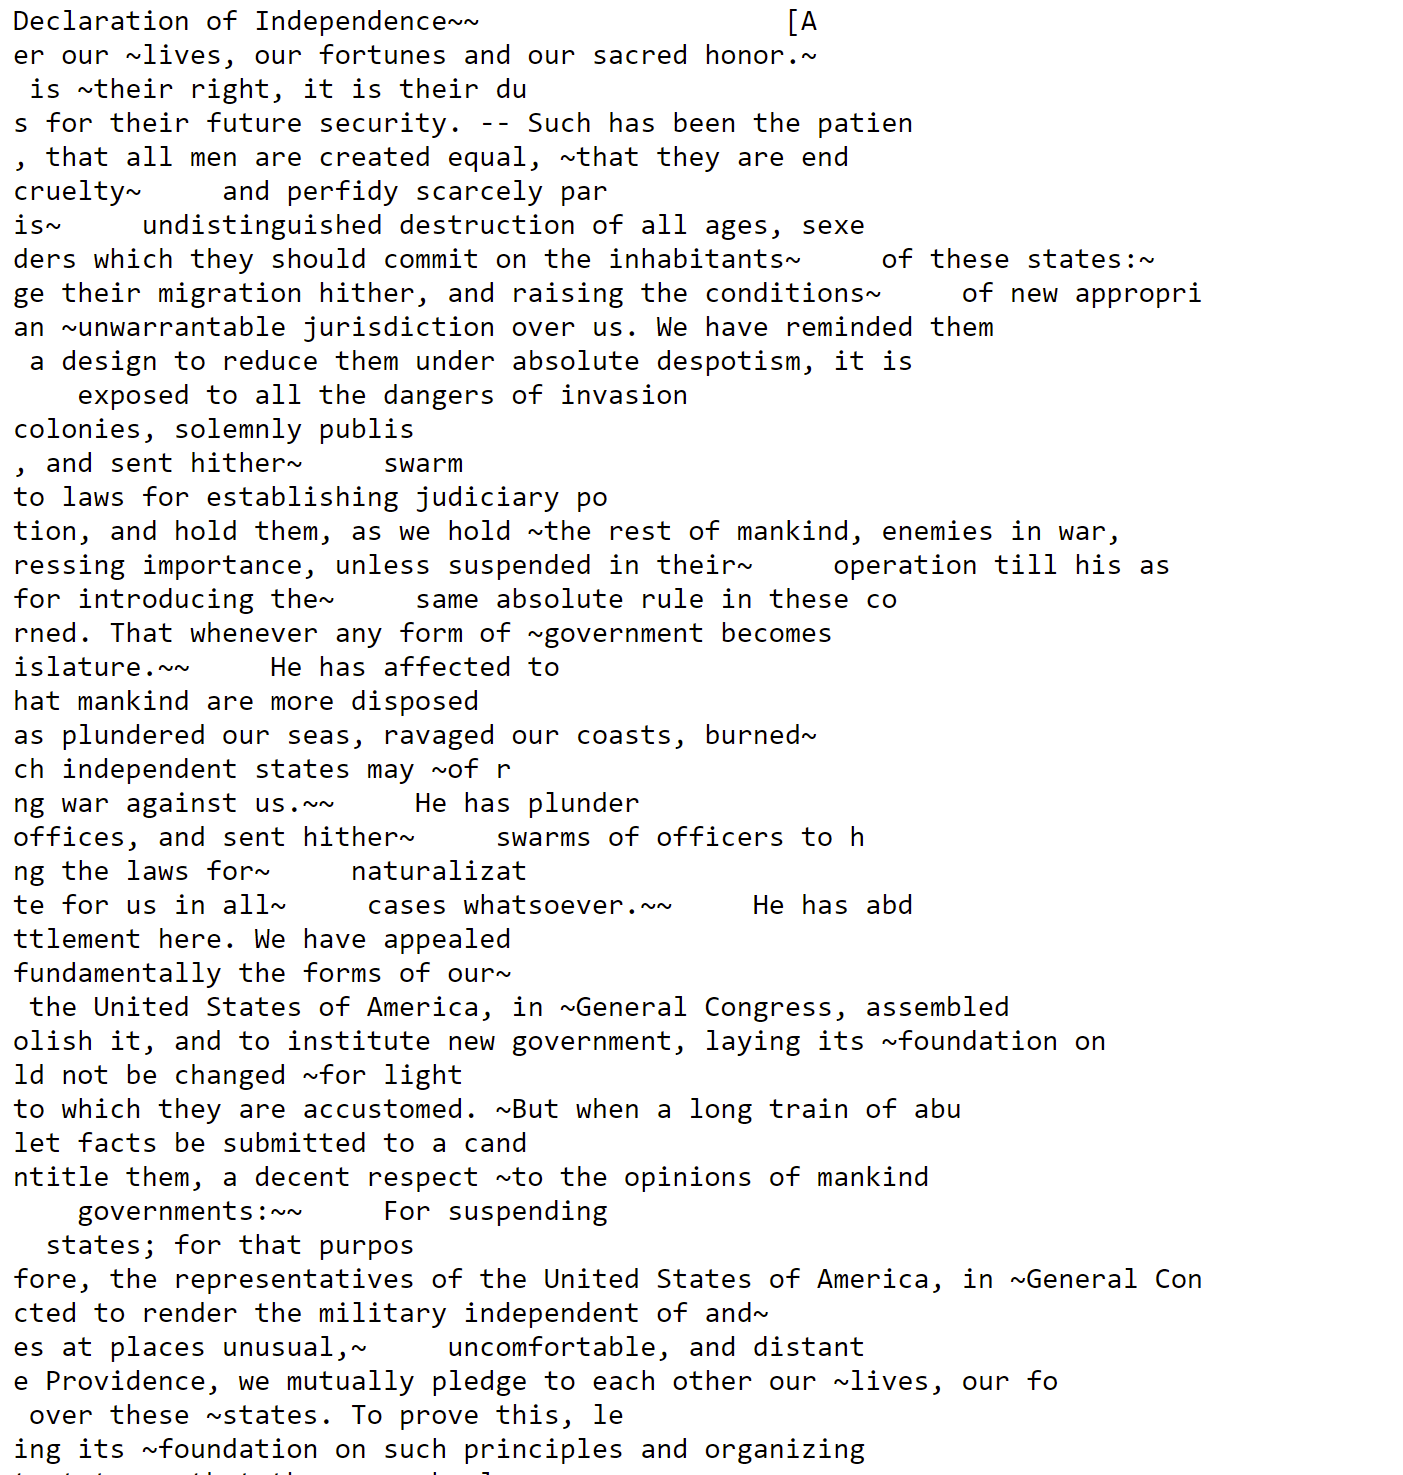 Declaration of Independence~~                   [A
er our ~lives, our fortunes and our sacred honor.~
 is ~their right, it is their du
s for their future security. -- Such has been the patien
, that all men are created equal, ~that they are end
cruelty~     and perfidy scarcely par
is~     undistinguished destruction of all ages, sexe
ders which they should commit on the inhabitants~     of these states:~
ge their migration hither, and raising the conditions~     of new appropri
an ~unwarrantable jurisdiction over us. We have reminded them
 a design to reduce them under absolute despotism, it is
    exposed to all the dangers of invasion
colonies, solemnly publis
, and sent hither~     swarm
to laws for establishing judiciary po
tion, and hold them, as we hold ~the rest of mankind, enemies in war,
ressing importance, unless suspended in their~     operation till his as
for introducing the~     same absolute rule in these co
rned. That whenever any form of ~government becomes
islature.~~     He has affected to
hat mankind are more disposed
as plundered our seas, ravaged our coasts, burned~
ch independent states may ~of r
ng war against us.~~     He has plunder
offices, and sent hither~     swarms of officers to h
ng the laws for~     naturalizat
te for us in all~     cases whatsoever.~~     He has abd
ttlement here. We have appealed
fundamentally the forms of our~
 the United States of America, in ~General Congress, assembled
olish it, and to institute new government, laying its ~foundation on
ld not be changed ~for light
to which they are accustomed. ~But when a long train of abu
let facts be submitted to a cand
ntitle them, a decent respect ~to the opinions of mankind
    governments:~~     For suspending
  states; for that purpos
fore, the representatives of the United States of America, in ~General Con
cted to render the military independent of and~
es at places unusual,~     uncomfortable, and distant
e Providence, we mutually pledge to each other our ~lives, our fo
 over these ~states. To prove this, le
ing its ~foundation on such principles and organizing